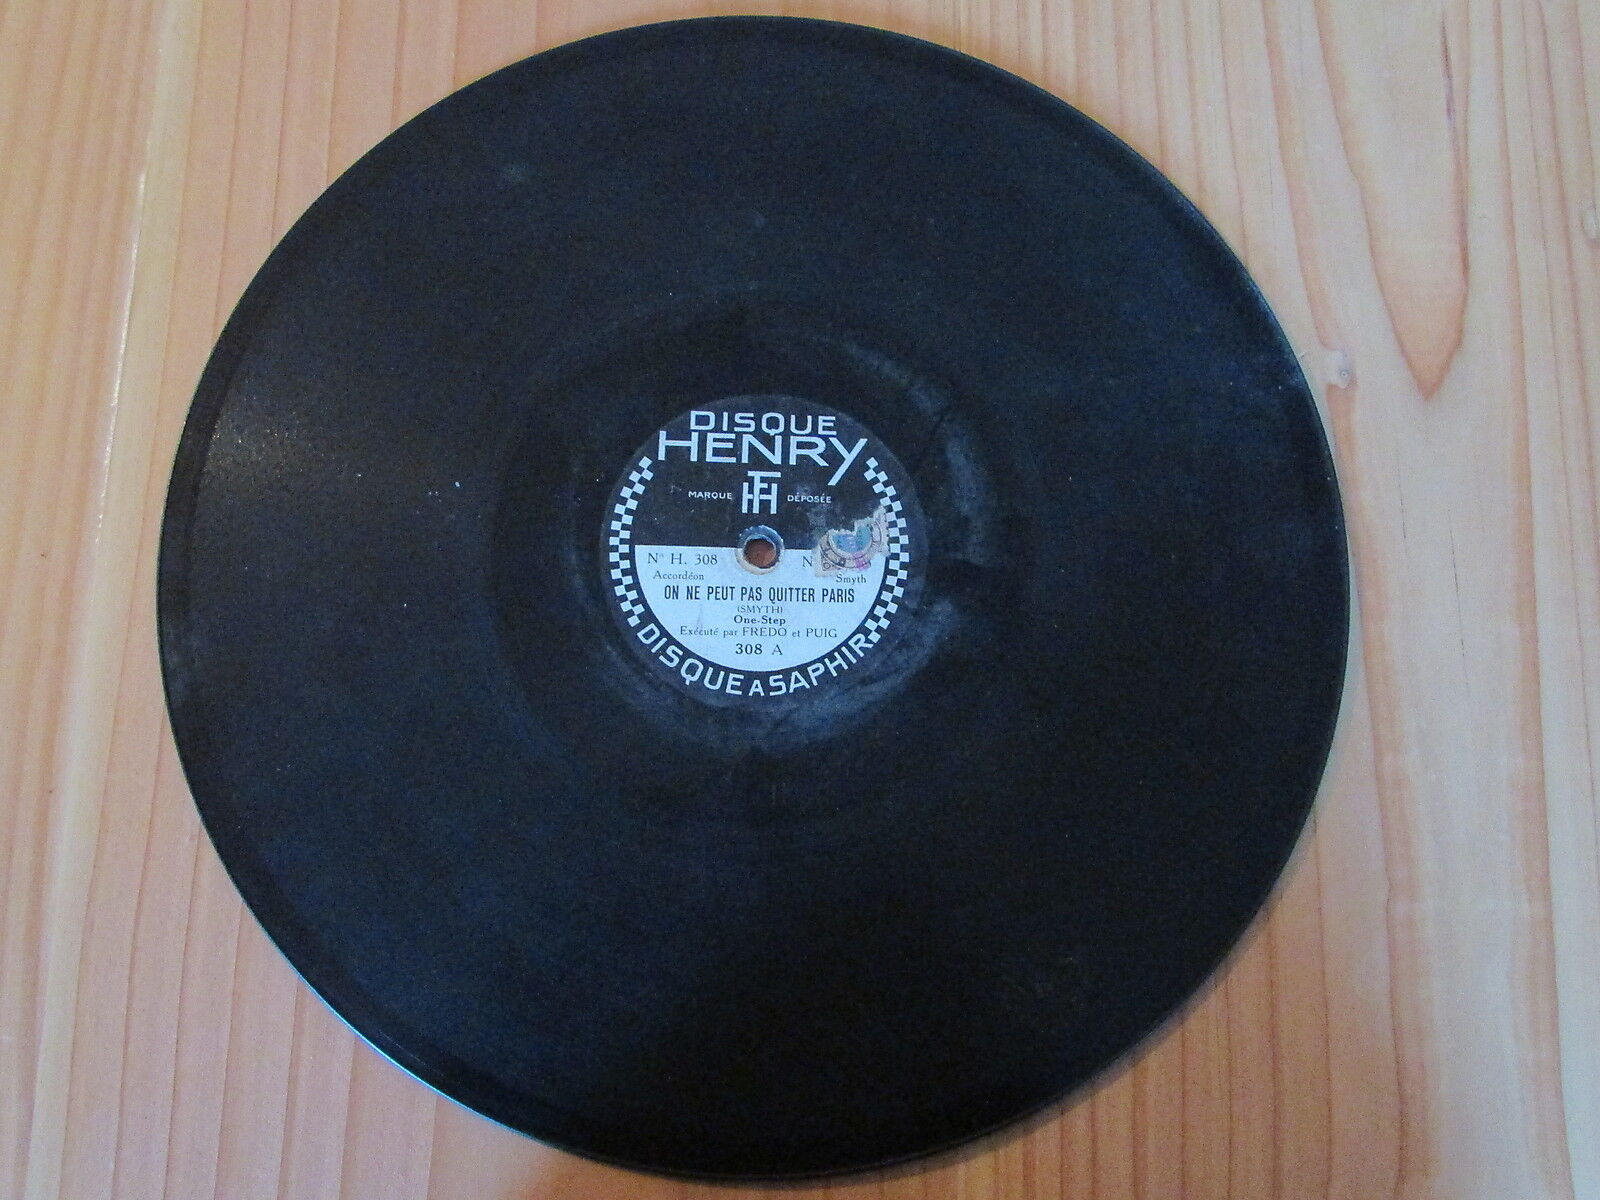 DISQUE
HENRY
MARQUE DÉPOSÉE
Nº H. 308 N
Accordéon Smyth
ON NE PEUT PAS QUITTER PARIS
(SMYTH)
One-Step
Exécuté par FREDO et PUIG
308 A
DISQUE A SAPHIR